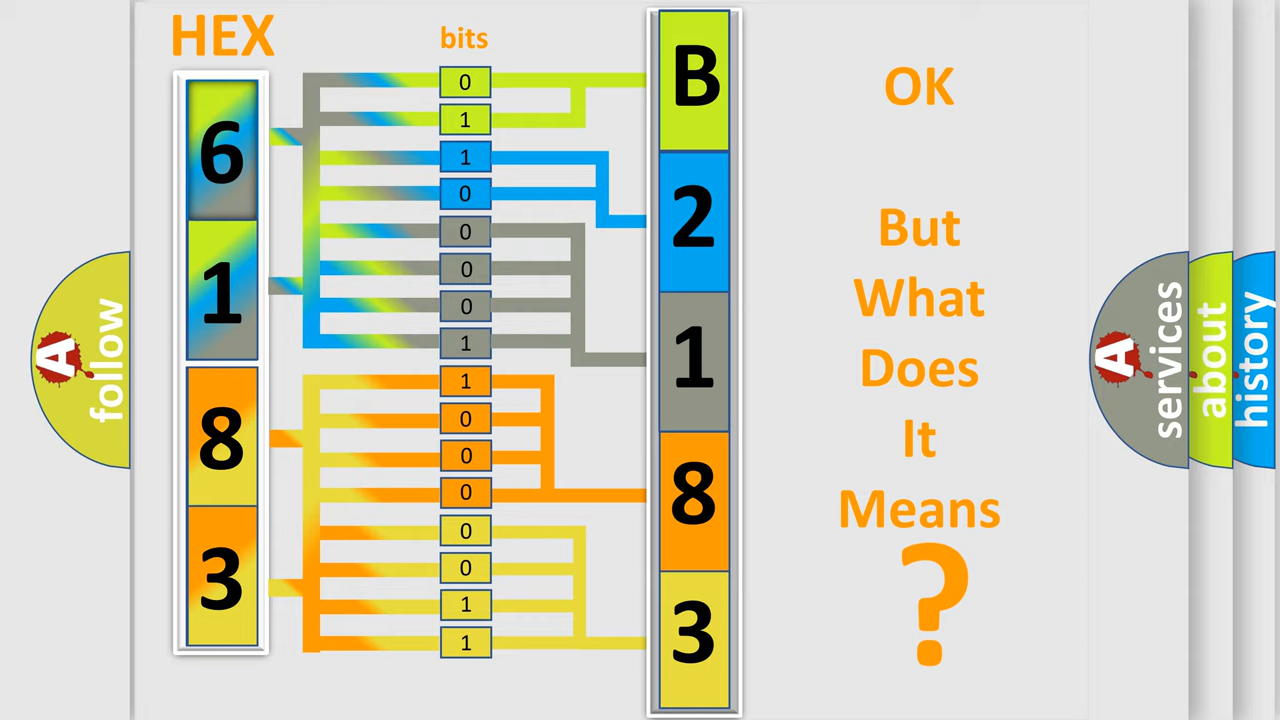 HEX
bits
6
1
8
3
0
1
1
0
0
0
0
1
1
0
0
0
0
0
1
1
B
2
1
8
3
OK
But
What
Does
It
Means
?
A
follow
A
services
about
history